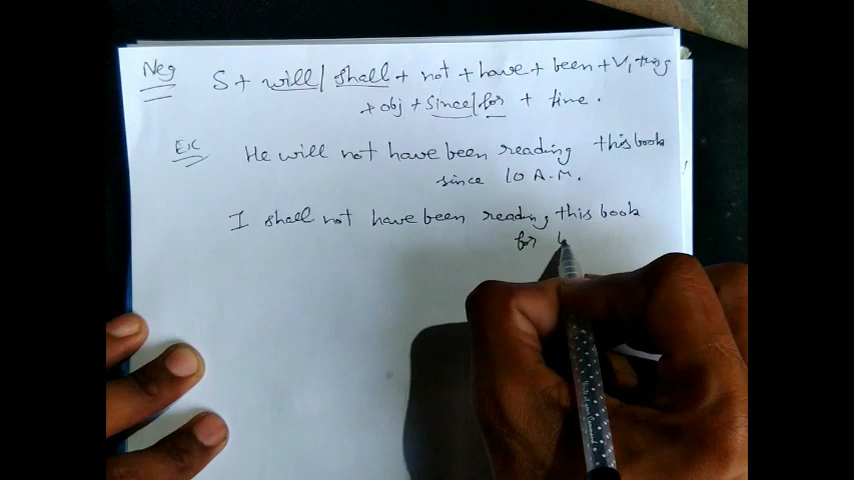 Neg S + will / shall + not + have + been + V₁ + ing
+ obj + since / for + time.
Ex He will not have been reading this book
since 10 A.M.
I shall not have been reading this book
for